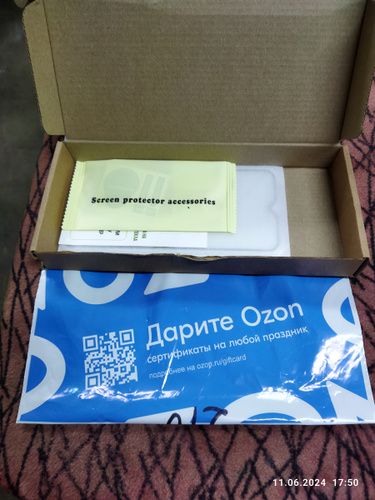 Screen protector accessories
Дарите Ozon
сертификаты на любой праздник
подробнее на ozon.ru/giftcard
11.06.2024 17:50